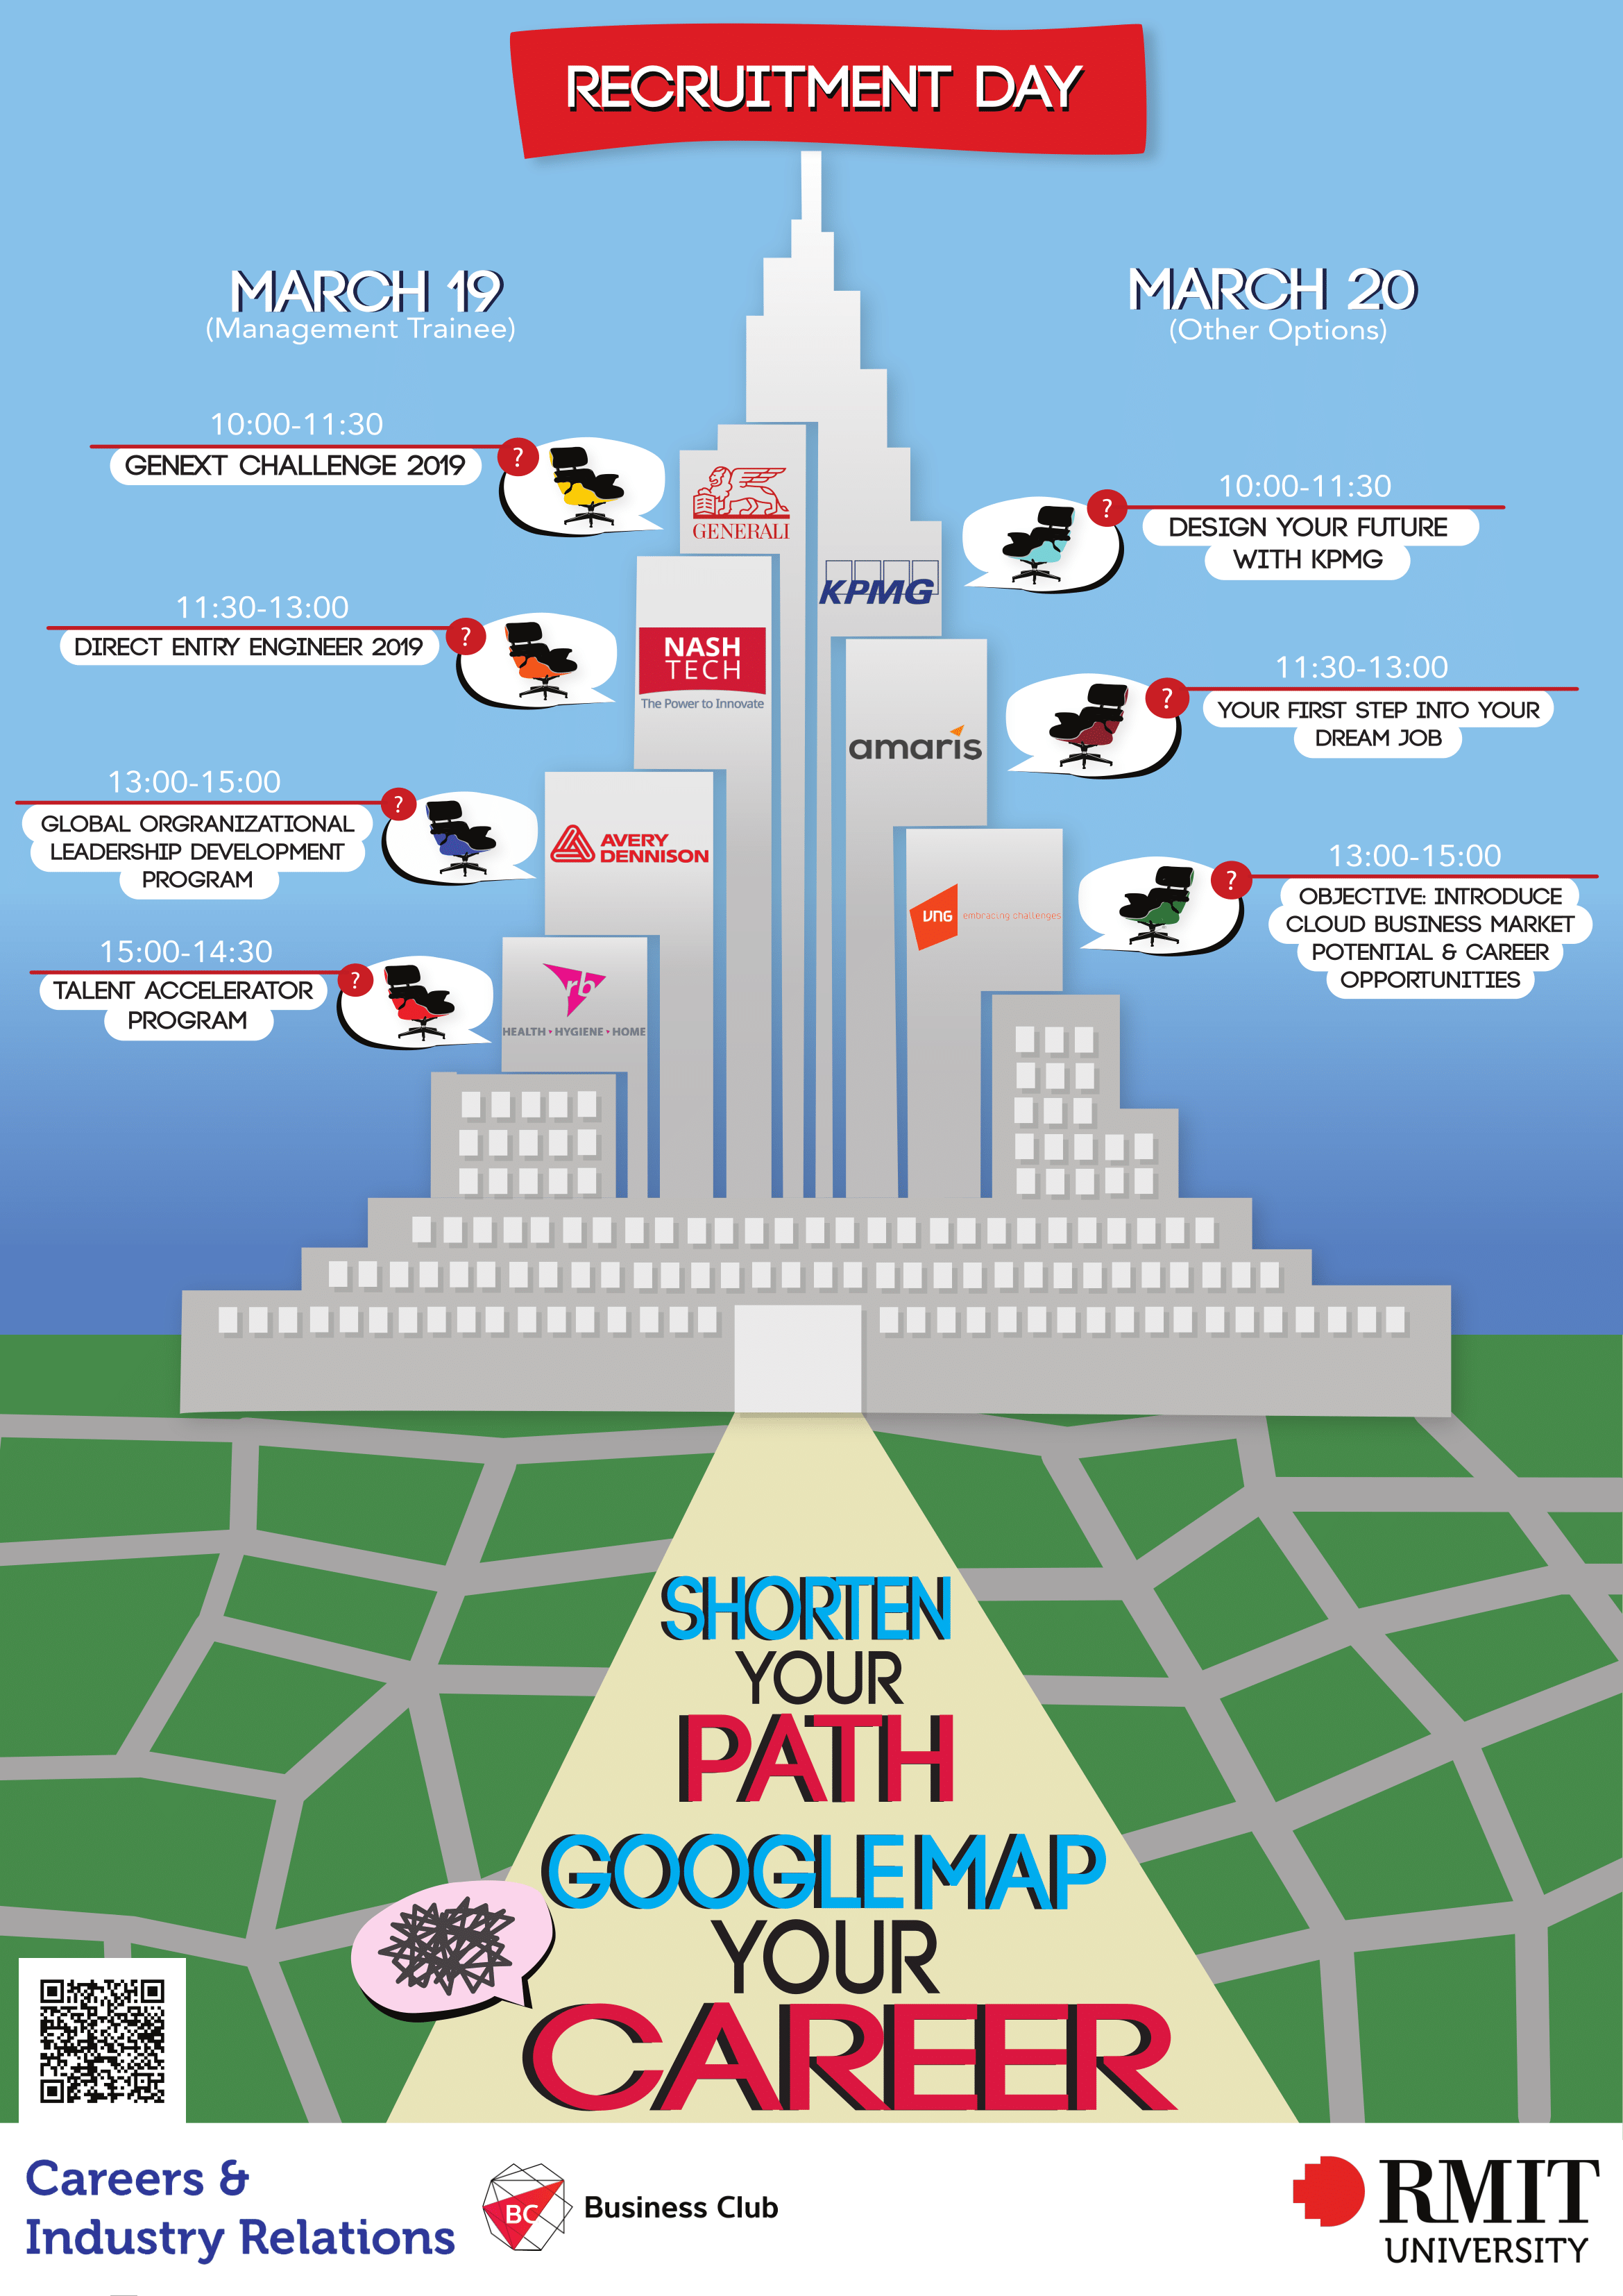 RECRUITMENT DAY
MARCH 19
(Management Trainee)
10:00-11:30
GENEXT CHALLENGE 2019
?
GENERALI
11:30-13:00
DIRECT ENTRY ENGINEER 2019
?
NASH
TECH
The Power to Innovate
13:00-15:00
GLOBAL ORGRANIZATIONAL
LEADERSHIP DEVELOPMENT
PROGRAM
?
AVERY
DENNISON
15:00-14:30
TALENT ACCELERATOR
PROGRAM
?
rb
HEALTH • HYGIENE • HOME
MARCH 20
(Other Options)
10:00-11:30
DESIGN YOUR FUTURE
WITH KPMG
?
KPMG
11:30-13:00
YOUR FIRST STEP INTO YOUR
DREAM JOB
?
amaris
13:00-15:00
OBJECTIVE: INTRODUCE
CLOUD BUSINESS MARKET
POTENTIAL & CAREER
OPPORTUNITIES
?
VNG embracing challenges
SHORTEN
YOUR
PATH
GOOGLE MAP
YOUR
CAREER
Careers &
Industry Relations
BC Business Club
RMIT
UNIVERSITY